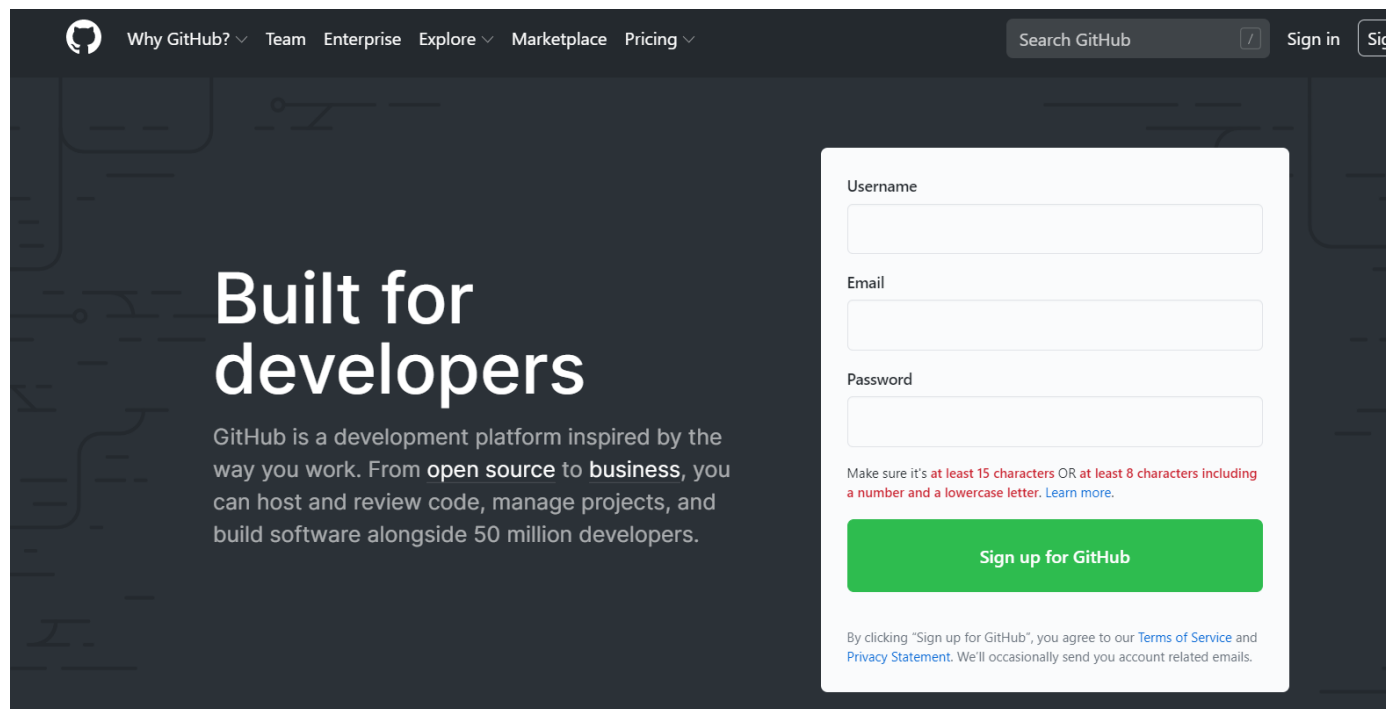 Why GitHub? Team Enterprise Explore Marketplace Pricing Search GitHub / Sign in
Username
Email
Built for
developers
Password
GitHub is a development platform inspired by the
way you work. From open source to business, you
can host and review code, manage projects, and
build software alongside 50 million developers.
Make sure it's at least 15 characters OR at least 8 characters including
a number and a lowercase letter. Learn more.
Sign up for GitHub
By clicking “Sign up for GitHub”, you agree to our Terms of Service and
Privacy Statement. We’ll occasionally send you account related emails.